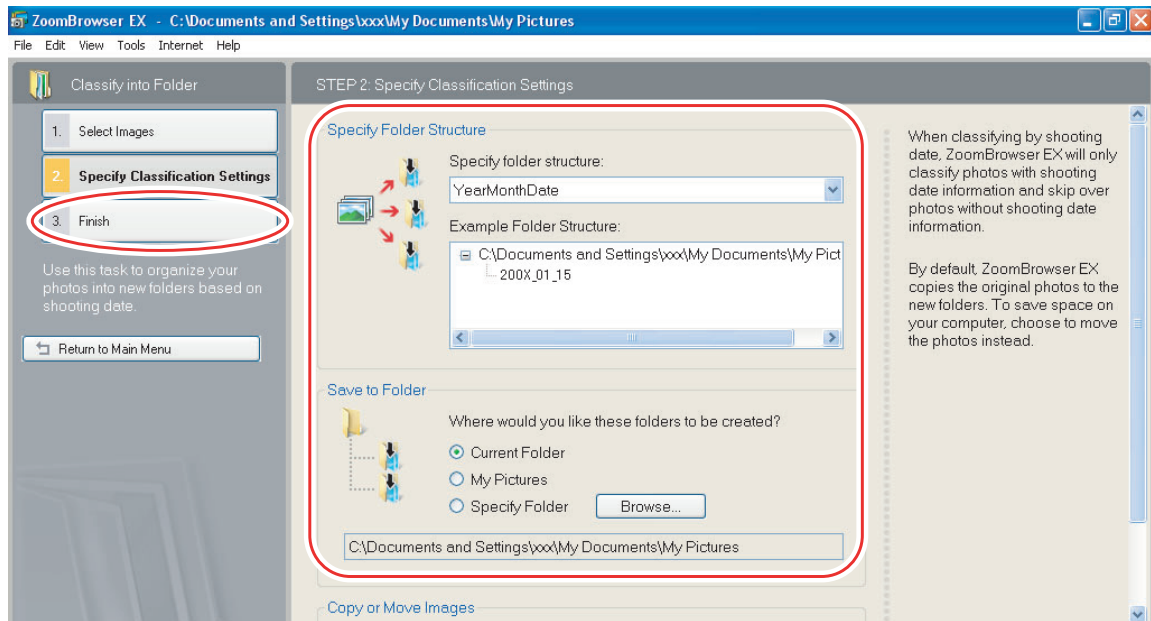 ZoomBrowser EX - C:\Documents and Settings\xxx\My Documents\My Pictures
File Edit View Tools Internet Help
Classify into Folder
1. Select Images
2. Specify Classification Settings
3. Finish
Use this task to organize your
photos into new folders based on
shooting date.
Return to Main Menu
STEP 2: Specify Classification Settings
Specify Folder Structure
Specify folder structure:
YearMonthDate
Example Folder Structure:
C:\Documents and Settings\xxx\My Documents\My Pict
200X_01_15
Save to Folder
Where would you like these folders to be created?
Current Folder
My Pictures
Specify Folder Browse...
C:\Documents and Settings\xxx\My Documents\My Pictures
Copy or Move Images
When classifying by shooting
date, ZoomBrowser EX will only
classify photos with shooting
date information and skip over
photos without shooting date
information.
By default, ZoomBrowser EX
copies the original photos to the
new folders. To save space on
your computer, choose to move
the photos instead.